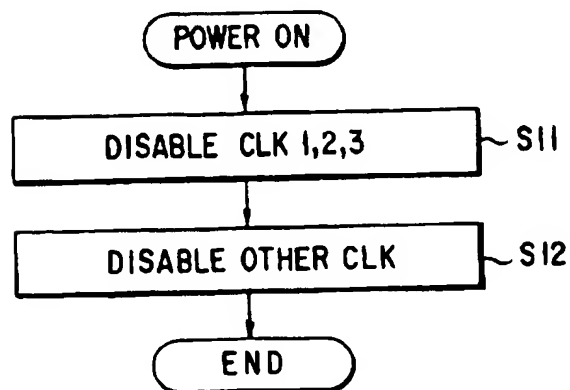 POWER ON
DISABLE CLK 1,2,3
S11
DISABLE OTHER CLK
S12
END